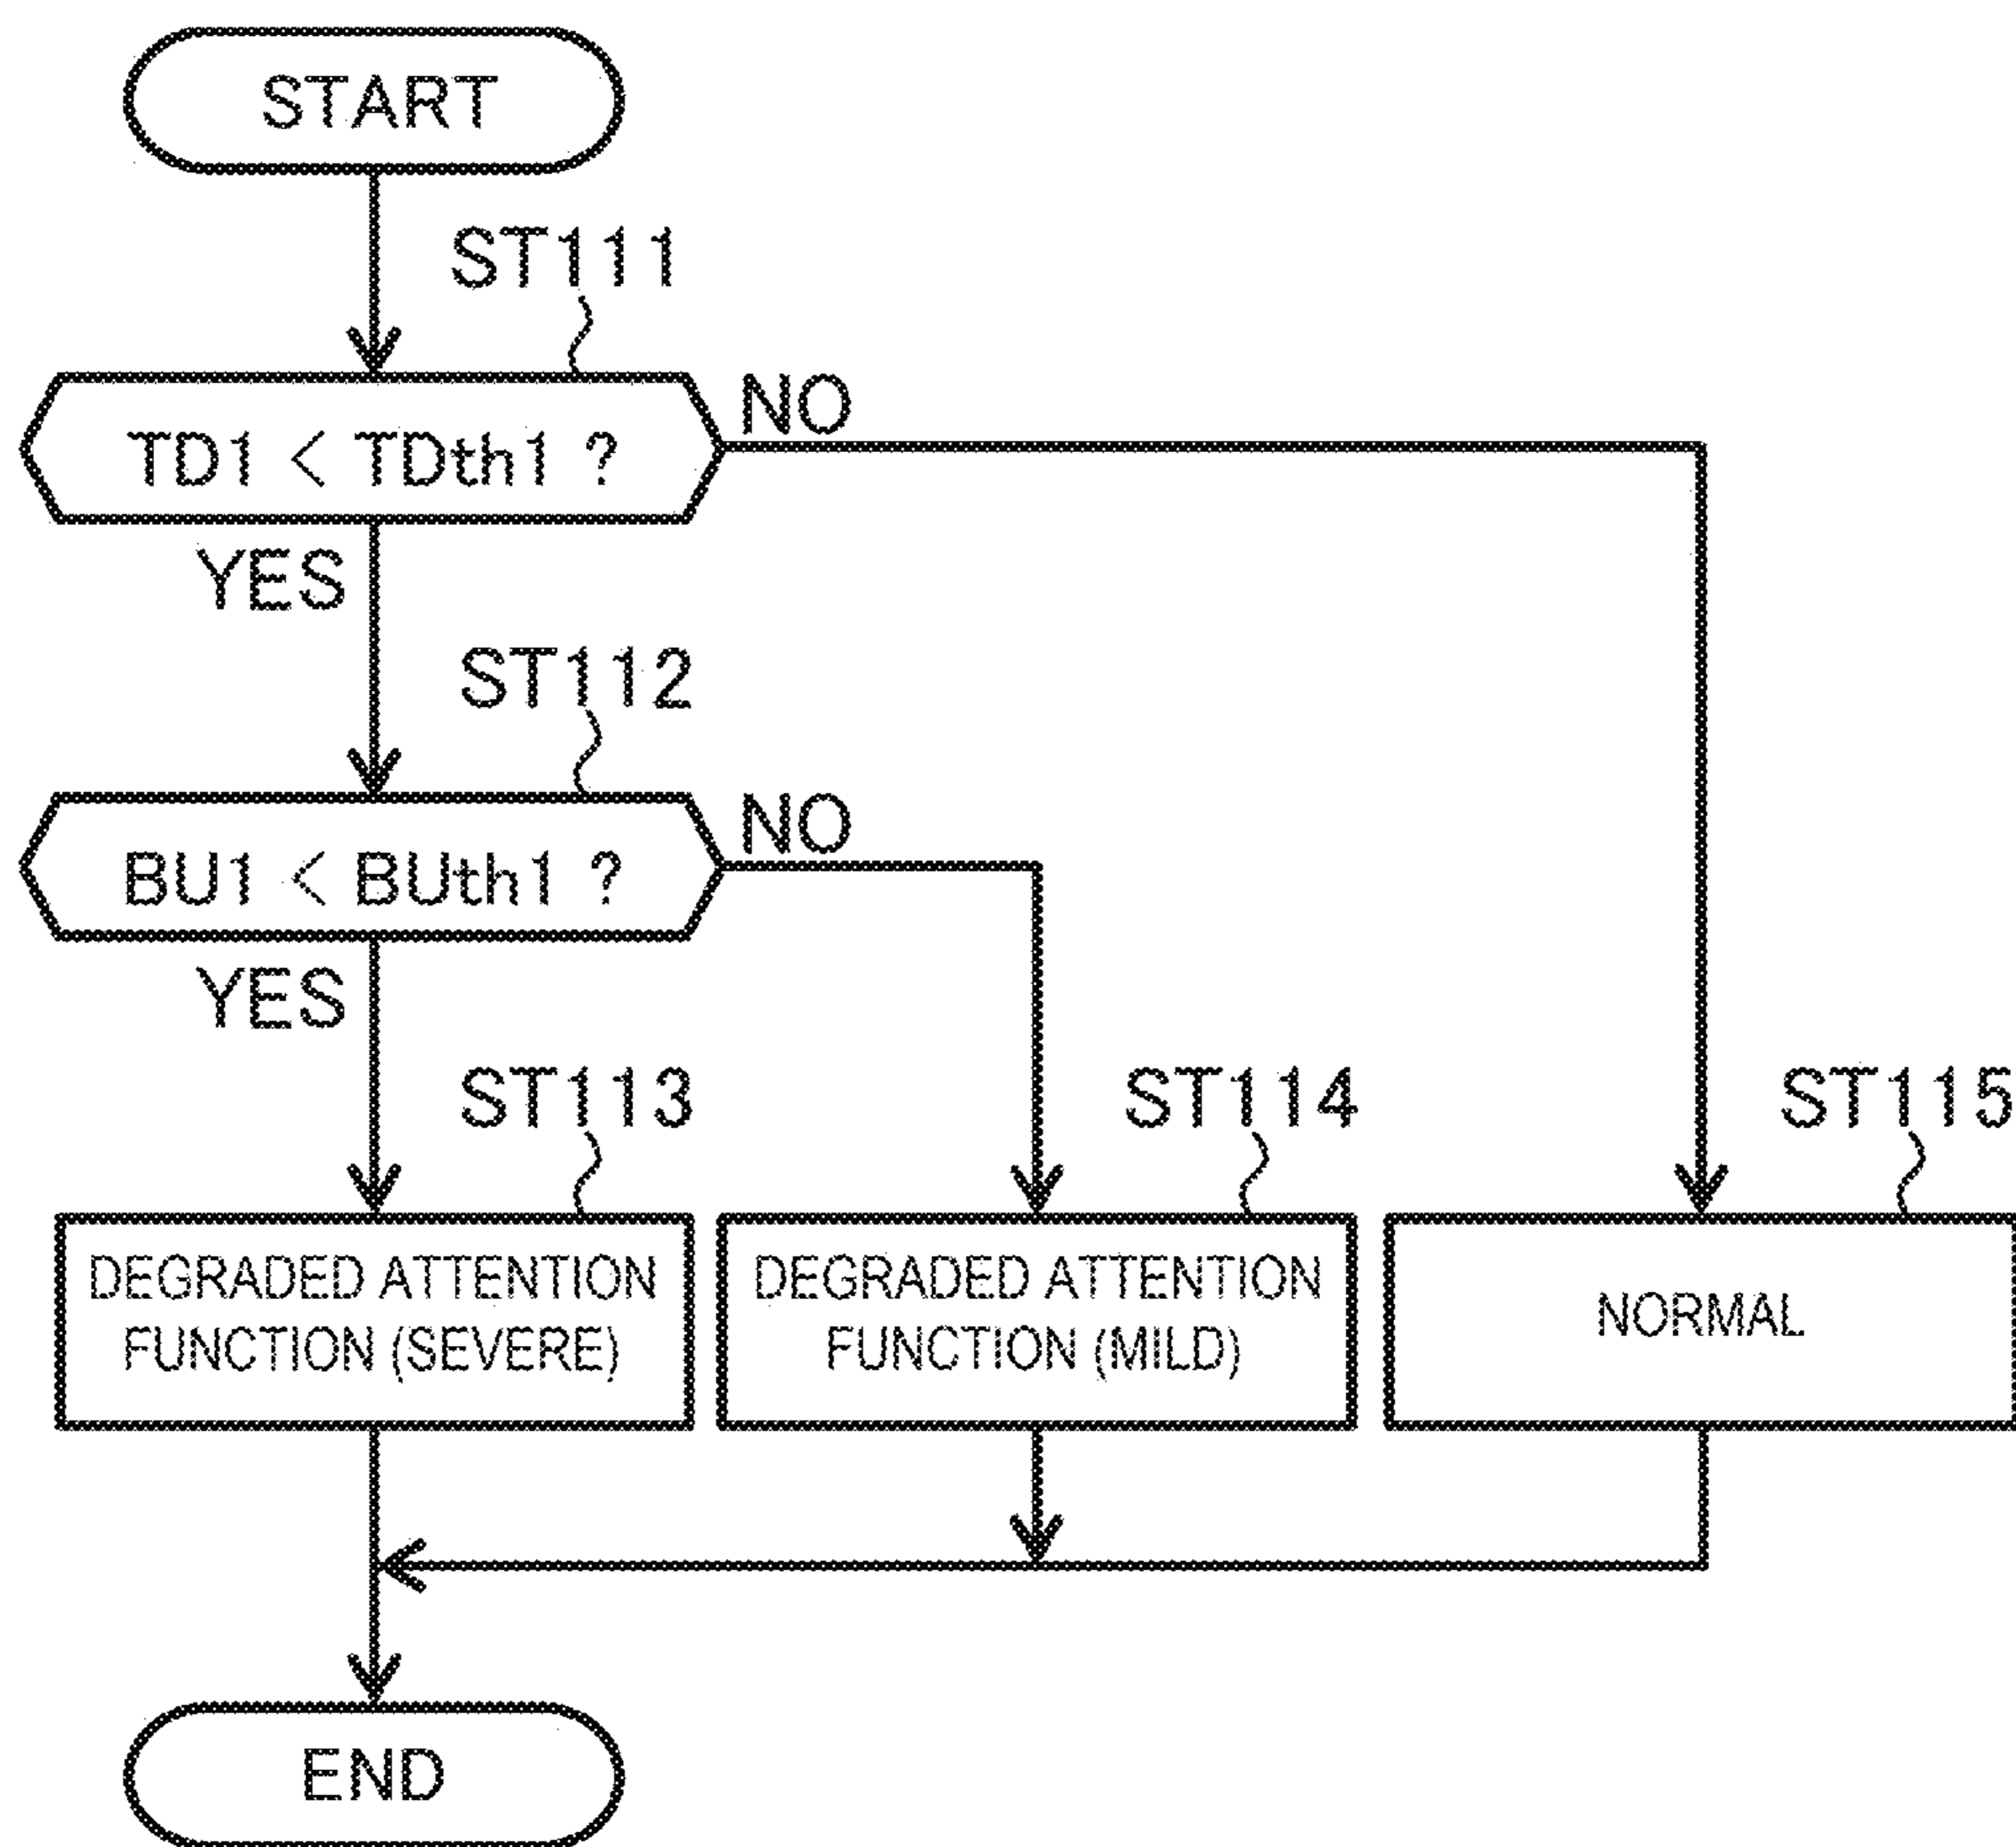 START
ST111
TD1 < TDth1 ?
NO
YES
ST112
BU1 < BUth1 ?
NO
YES
ST113
ST114
ST115
DEGRADED ATTENTION
FUNCTION (SEVERE)
DEGRADED ATTENTION
FUNCTION (MILD)
NORMAL
END